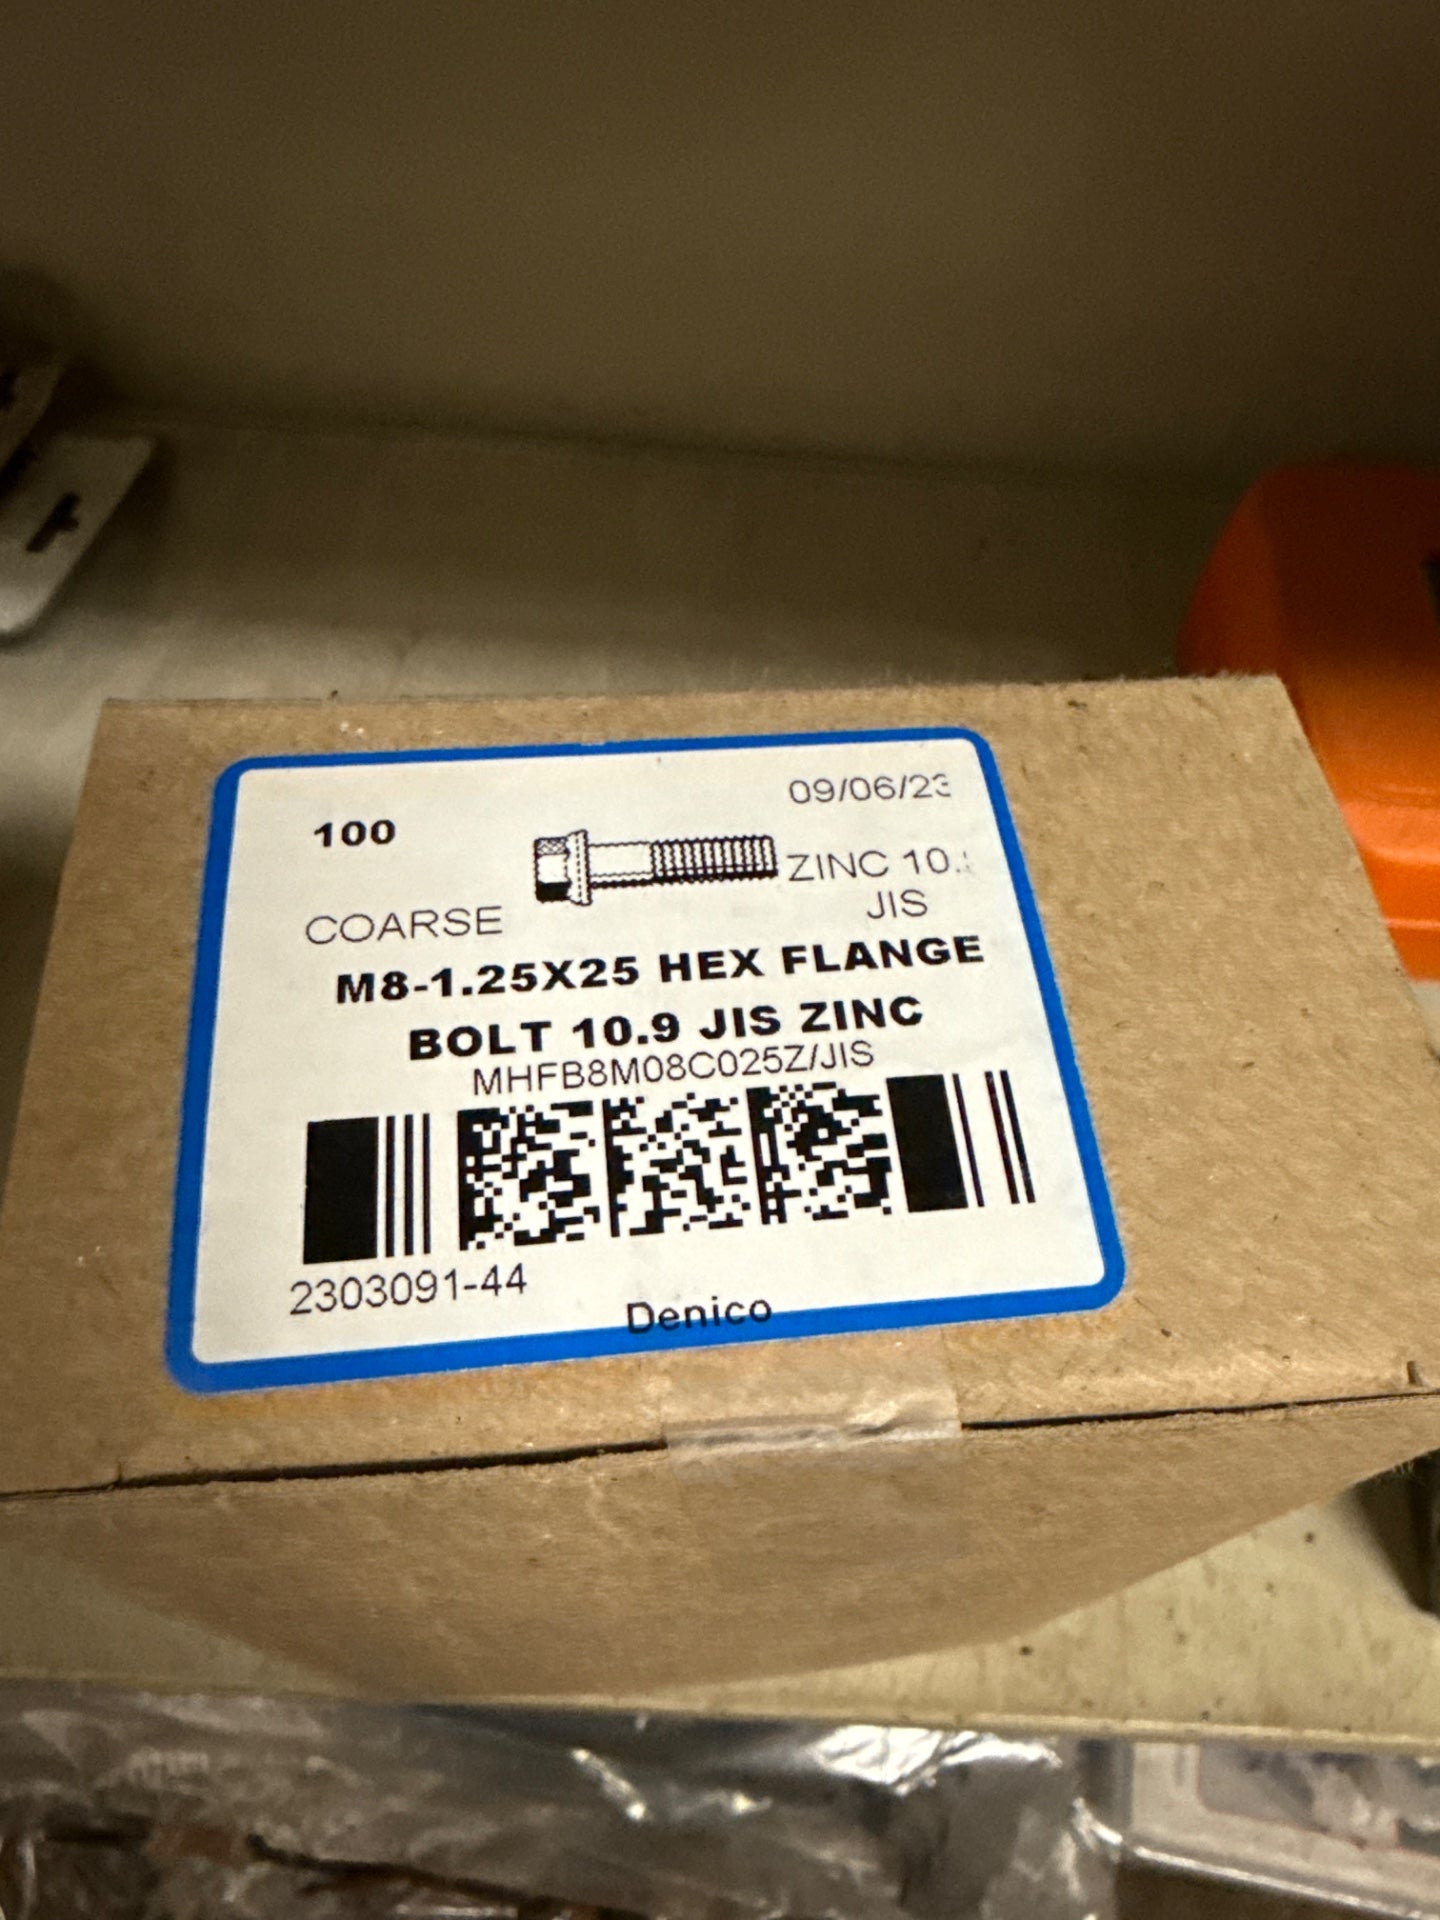 09/06/23
100
ZINC 10.
JIS
COARSE
M8-1.25X25 HEX FLANGE
BOLT 10.9 JIS ZINC
MHFB8M08C025Z/JIS
2303091-44
Denico